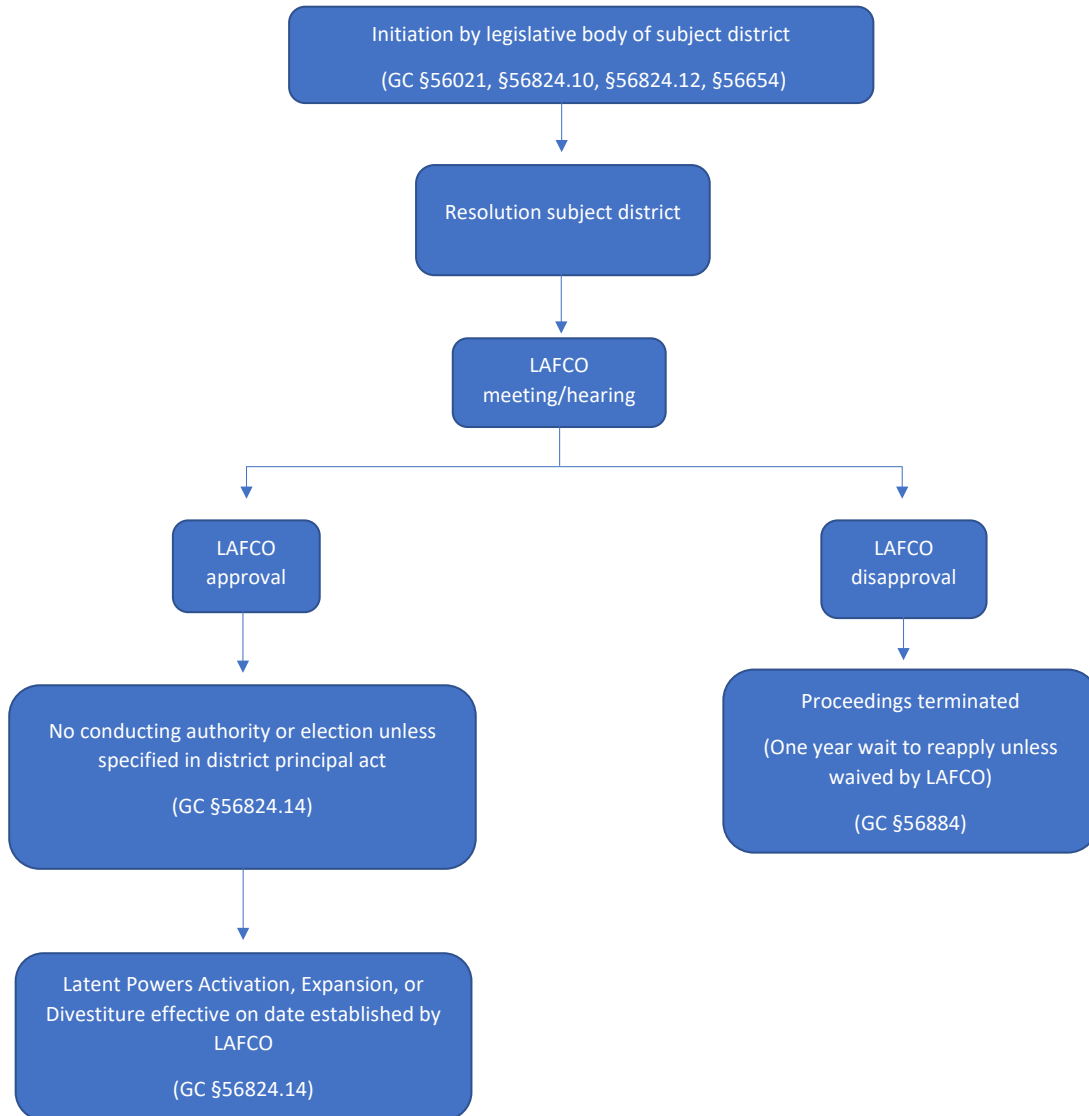 Initiation by legislative body of subject district
(GC §56021, §56824.10, §56824.12, §56654)
Resolution subject district
LAFCO
meeting/hearing
LAFCO
approval
LAFCO
disapproval
No conducting authority or election unless
specified in district principal act
(GC §56824.14)
Proceedings terminated
(One year wait to reapply unless
waived by LAFCO)
(GC §56884)
Latent Powers Activation, Expansion, or
Divestiture effective on date established by
LAFCO
(GC §56824.14)